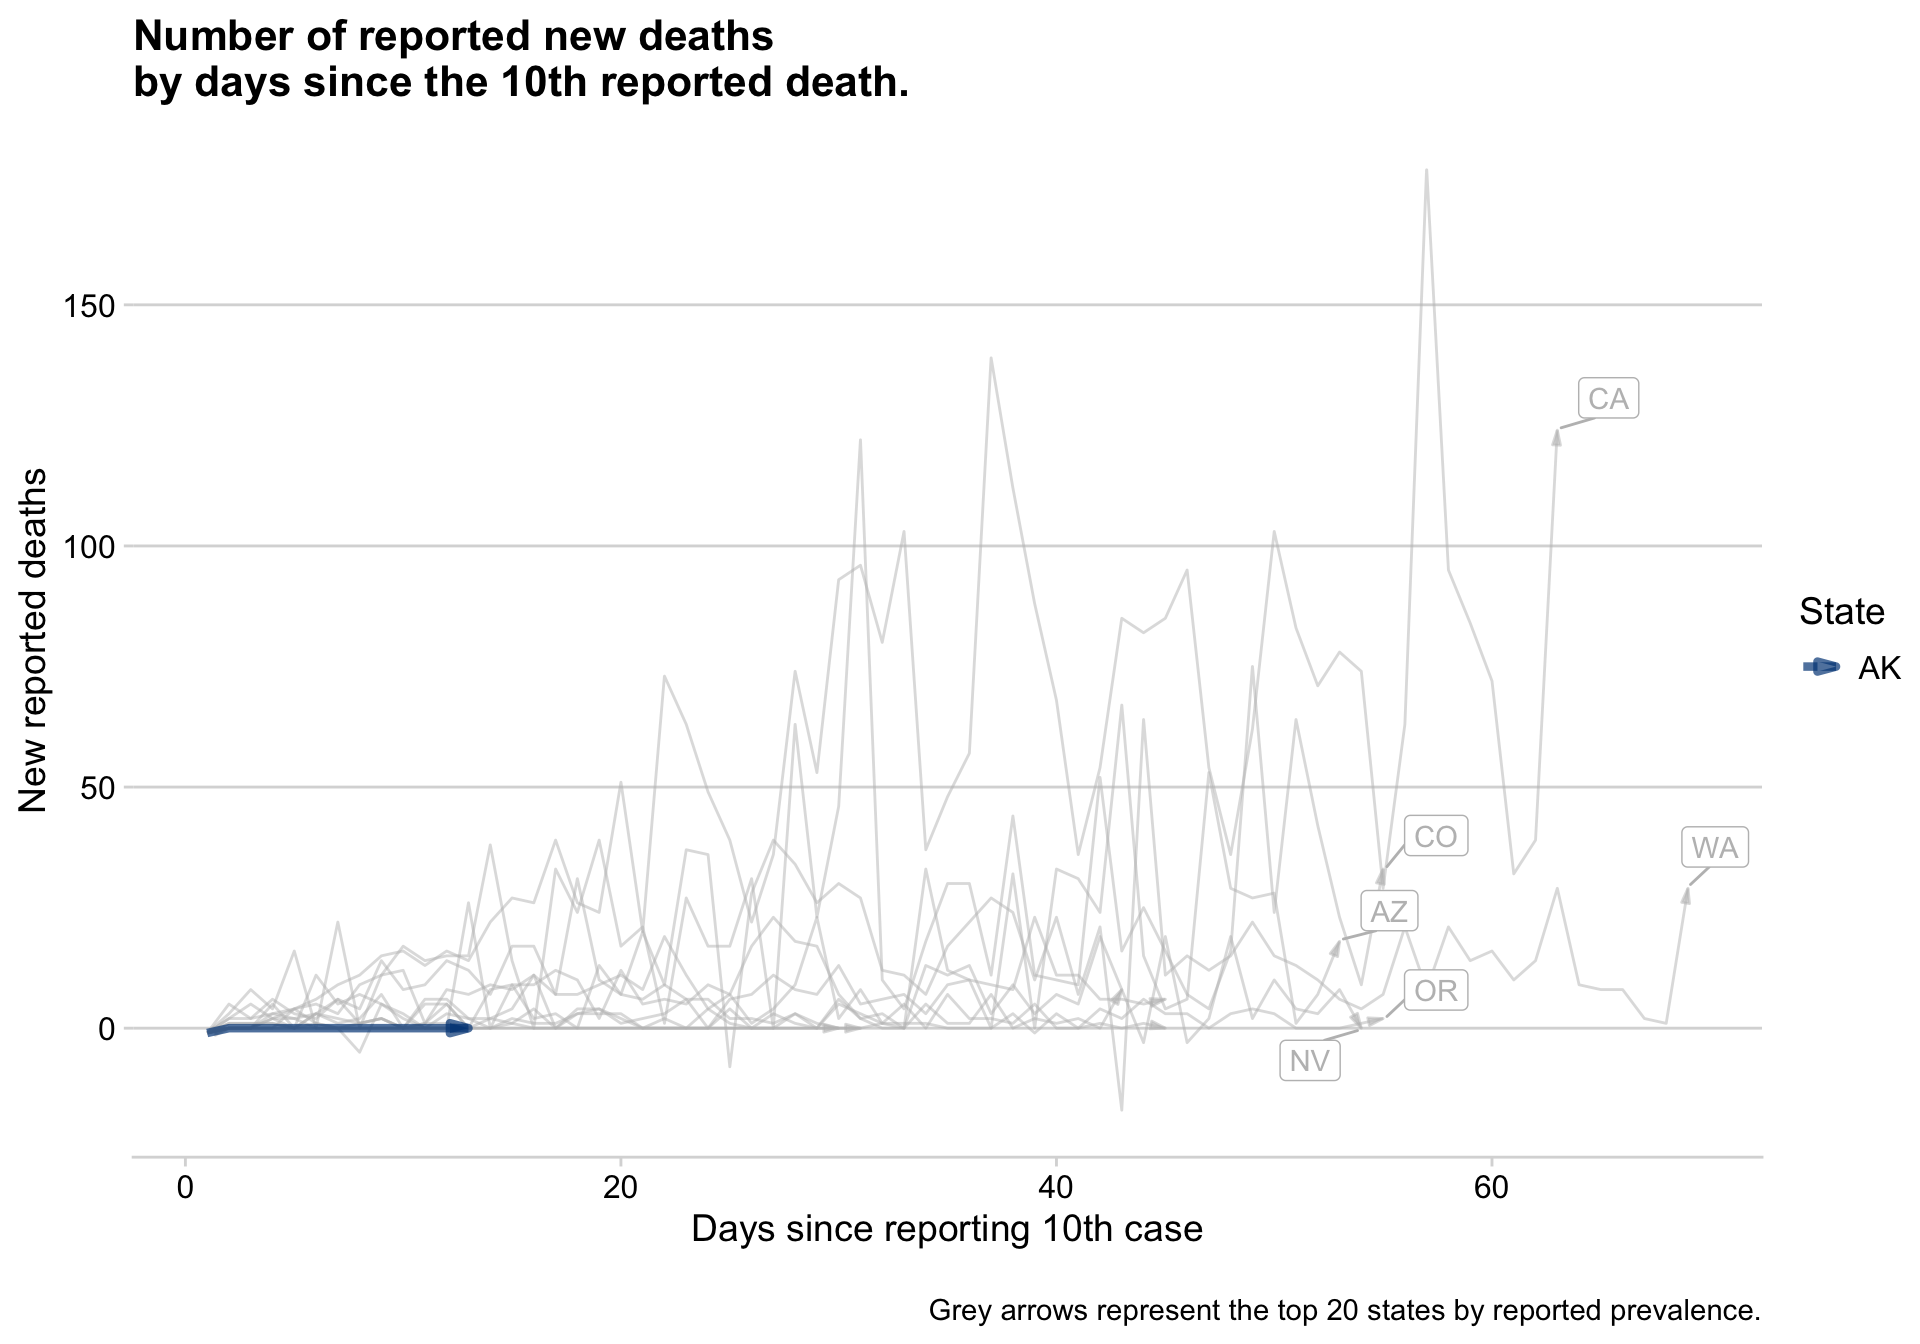 Number of reported new deaths
by days since the 10th reported death.
New reported deaths
150
100
50
0
CA
CO
WA
AZ
OR
NV
State
AK
0 20 40 60
Days since reporting 10th case
Grey arrows represent the top 20 states by reported prevalence.